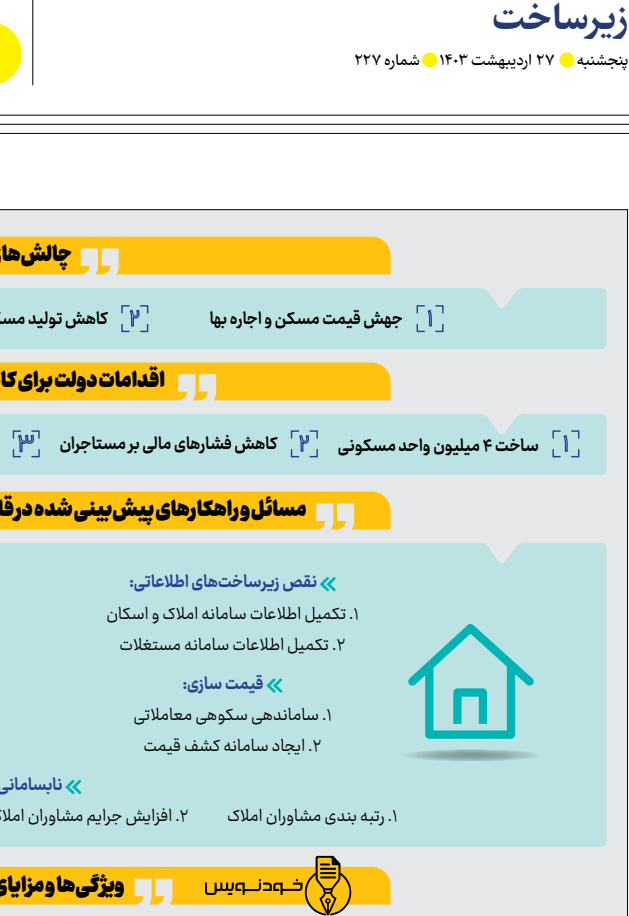 زیرساخت
پنجشنبه ۲۷ اردیبهشت ۱۴۰۳ شماره ۲۲۷
چالش‌های
[۱] جهش قیمت مسکن و اجاره بها [۲] کاهش تولید
اقدامات دولت برای
[۱] ساخت ۴ میلیون واحد مسکونی [۲] کاهش فشارهای مالی بر مستاجران [۳]
مسائل و راهکارهای پیش‌بینی شده در
نقص زیرساخت‌های اطلاعاتی:
۱. تکمیل اطلاعات سامانه املاک و اسکان
۲. تکمیل اطلاعات سامانه مستغلات
قیمت سازی:
۱. ساماندهی سکوهی معاملاتی
۲. ایجاد سامانه کشف قیمت
نابسامانی
۱. رتبه بندی مشاوران املاک ۲. افزایش جرایم مشاوران
خودنویس ویژگی‌ها و مزایای